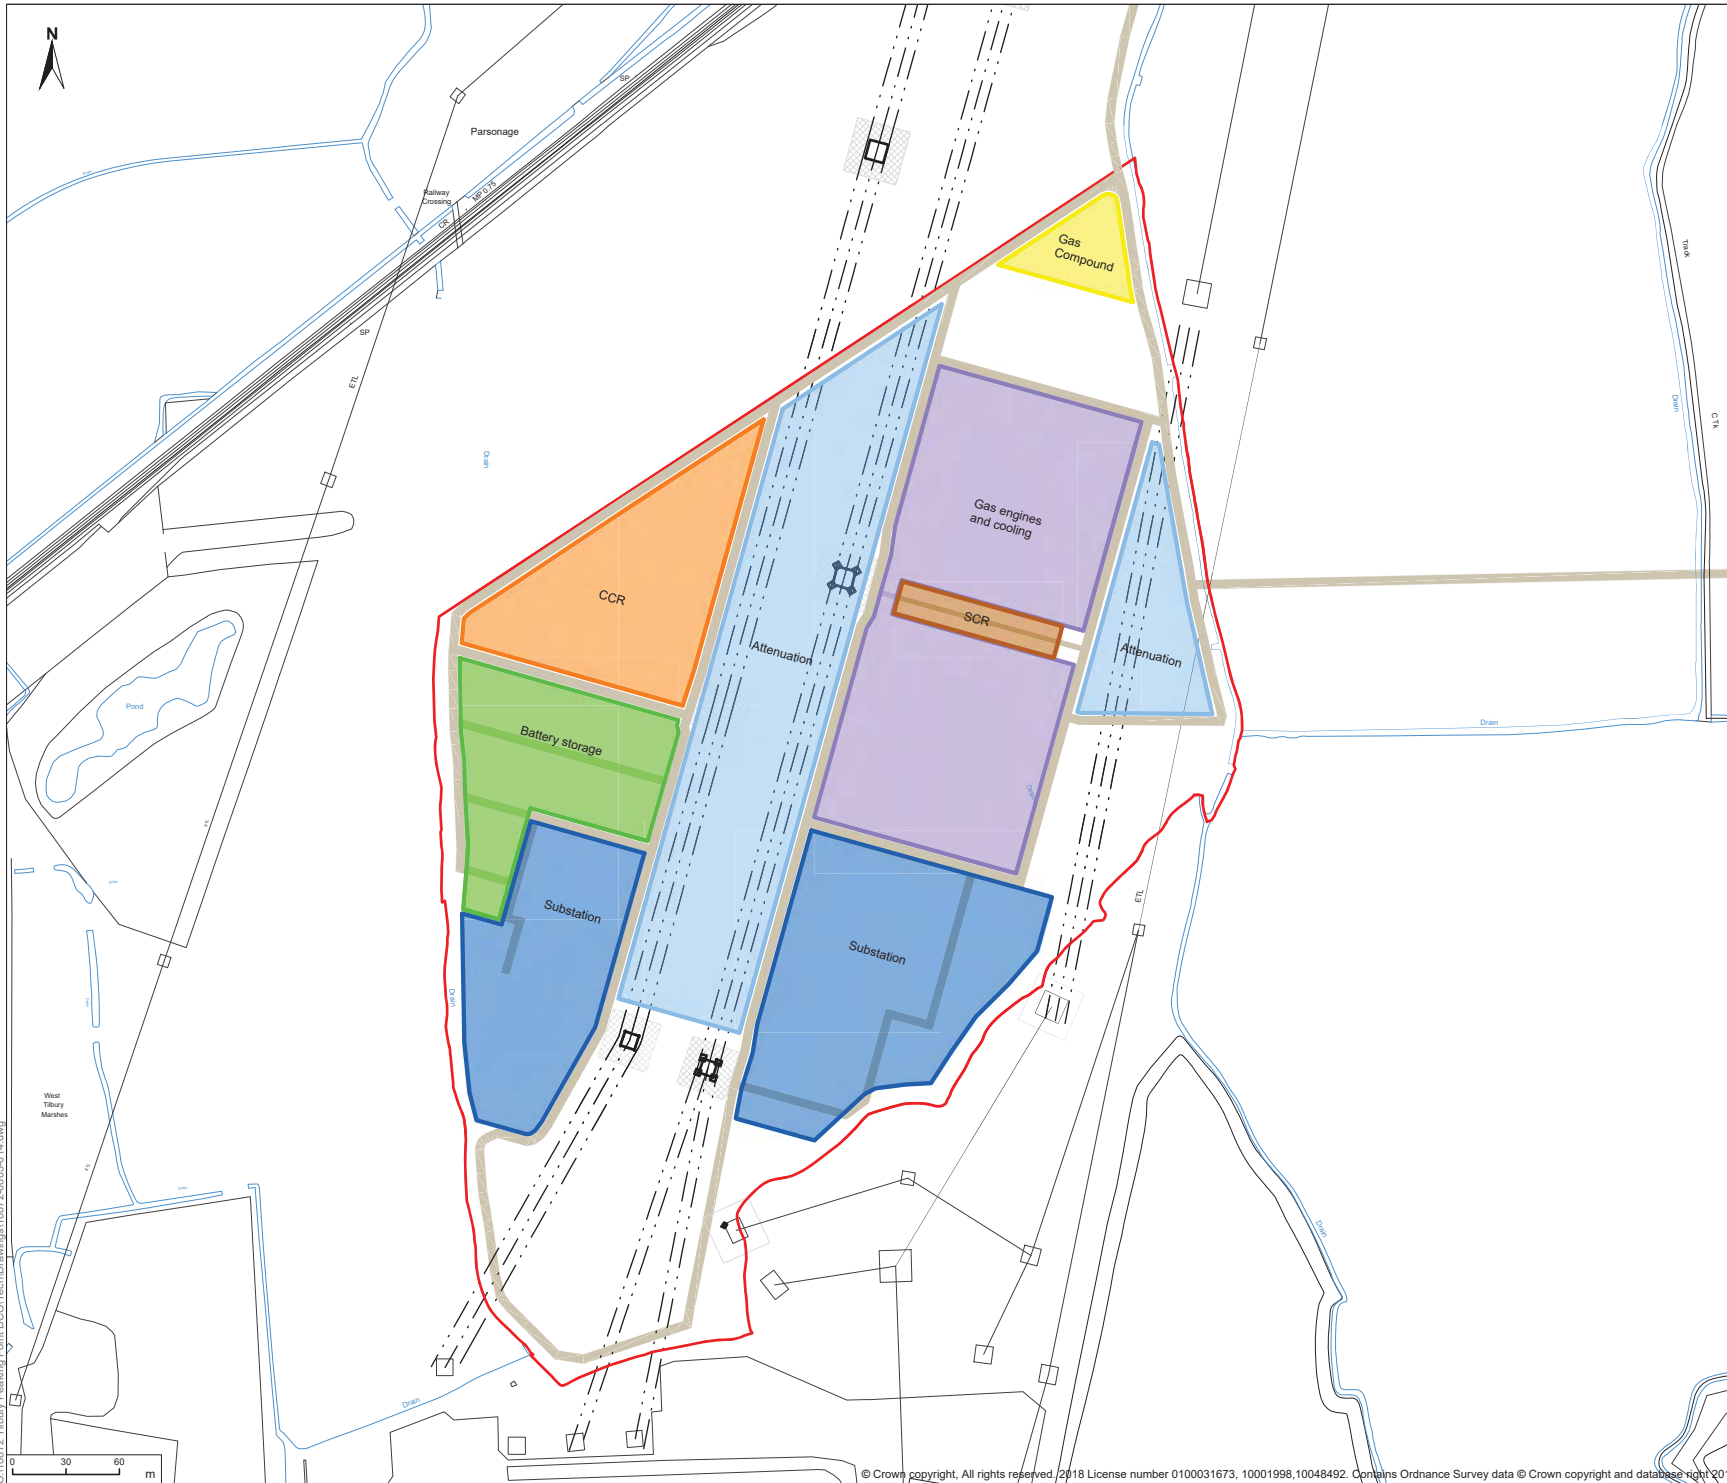 N
SP
Parsonage
Railway
Crossing
MP 0.75
CR
SP
ETL
Gas
Compound
Track
Drain
C Tk
Drain
Gas engines
and cooling
CCR
SCR
Attenuation
Attenuation
Pond
Battery storage
Drain
Drain
Substation
Substation
ETL
Drain
West
Tilbury
Marshes
Drain
Drain
0 30 60
m
© Crown copyright, All rights reserved. 2018 License number 0100031673, 10001998,10048492. Contains Ordnance Survey data © Crown copyright and database right 20